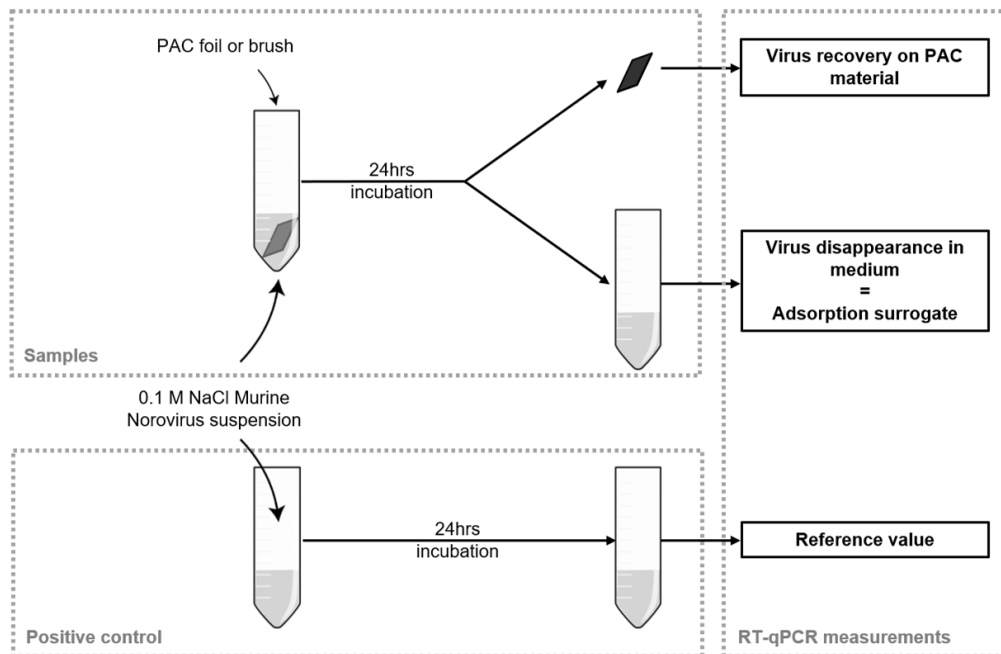 PAC foil or brush
24hrs
incubation
Virus recovery on PAC
material
Virus disappearance in
medium
=
Adsorption surrogate
Samples
0.1 M NaCl Murine
Norovirus suspension
24hrs
incubation
Reference value
Positive control
RT-qPCR measurements